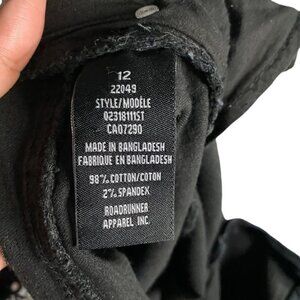 12
22049
STYLE/MODÈLE
02318111ST
CA07290
MADE IN BANGLADESH
FABRIQUE EN BANGLADESH
98% COTTON/COTON
2% SPANDEX
ROADRUNNER
APPAREL INC.